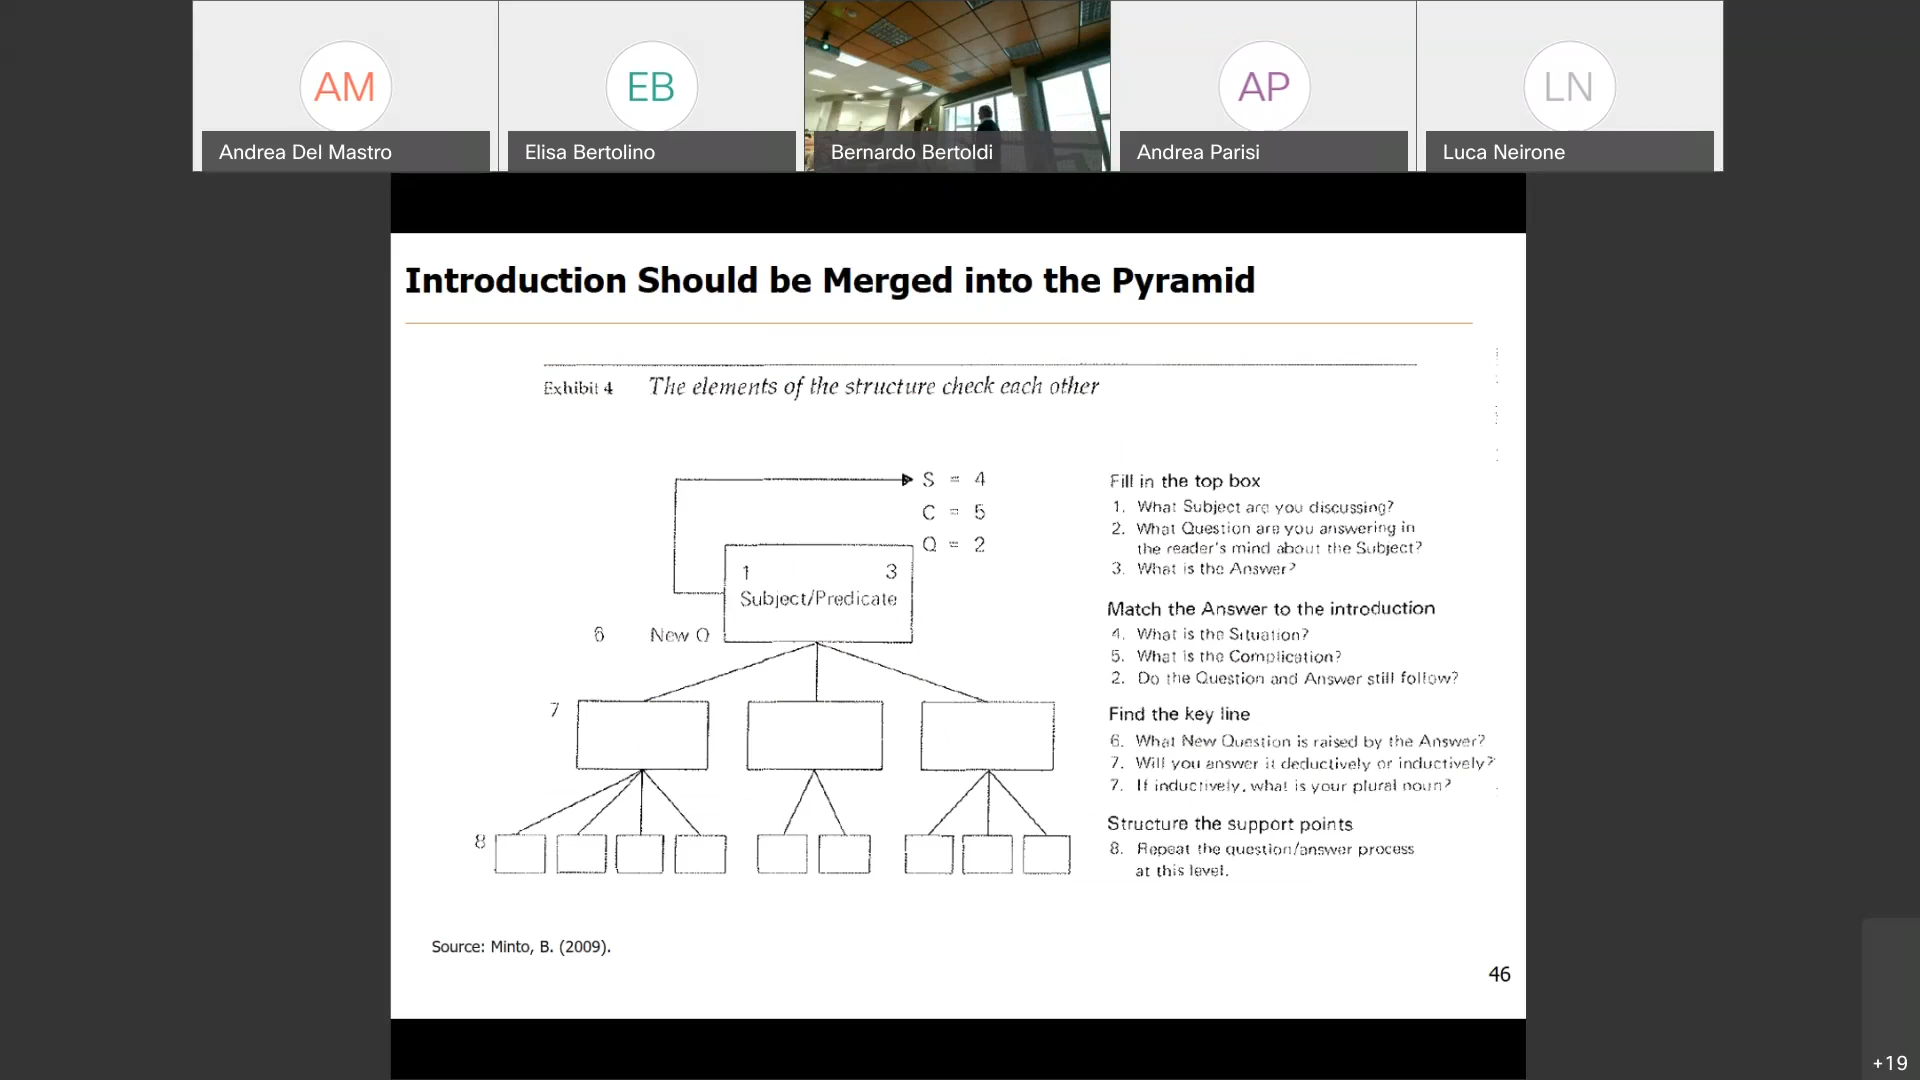 AM
EB
AP
LN
Andrea Del Mastro
Elisa Bertolino
Bernardo Bertoldi
Andrea Parisi
Luca Neirone
Introduction Should be Merged into the Pyramid
Exhibit 4 The elements of the structure check each other
S = 4
C = 5
Q = 2
1 3
Subject/Predicate
6 New Q
7
8
Fill in the top box
1. What Subject are you discussing?
2. What Question are you answering in
the reader's mind about the Subject?
3. What is the Answer?
Match the Answer to the introduction
4. What is the Situation?
5. What is the Complication?
2. Do the Question and Answer still follow?
Find the key line
6. What New Question is raised by the Answer?
7. Will you answer it deductively or inductively?
7. If inductively, what is your plural noun?
Structure the support points
8. Repeat the question/answer process
at this level.
Source: Minto, B. (2009).
46
+19